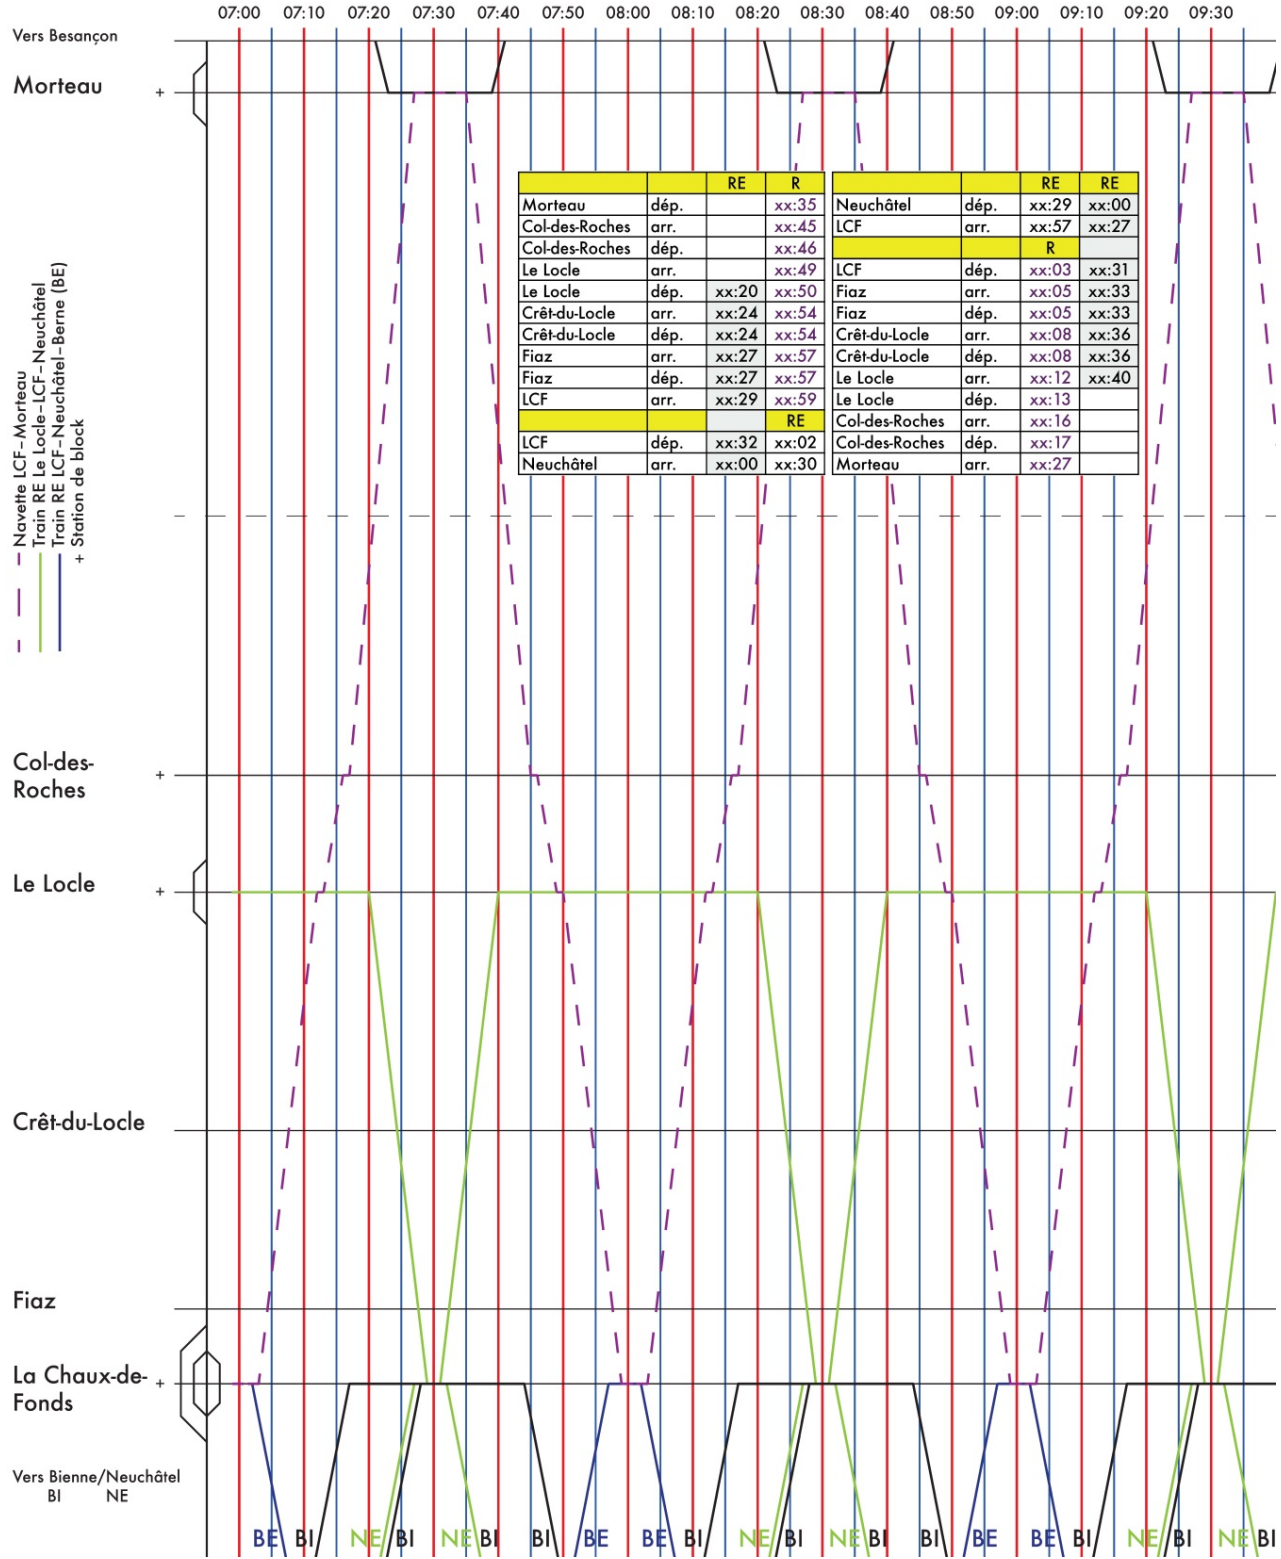 07:00 07:10 07:20 07:30 07:40 07:50 08:00 08:10 08:20 08:30 08:40 08:50 09:00 09:10 09:20 09:30
Vers Besançon
Morteau +
RE R
Morteau dép. xx:35
Col-des-Roches arr. xx:45
Col-des-Roches dép. xx:46
Le Locle arr. xx:49
Le Locle dép. xx:20 xx:50
Crêt-du-Locle arr. xx:24 xx:54
Crêt-du-Locle dép. xx:24 xx:54
Fiaz arr. xx:27 xx:57
Fiaz dép. xx:27 xx:57
LCF arr. xx:29 xx:59
RE
LCF dép. xx:32 xx:02
Neuchâtel arr. xx:00 xx:30
RE RE
Neuchâtel dép. xx:29 xx:00
LCF arr. xx:57 xx:27
R
LCF dép. xx:03 xx:31
Fiaz arr. xx:05 xx:33
Fiaz dép. xx:05 xx:33
Crêt-du-Locle arr. xx:08 xx:36
Crêt-du-Locle dép. xx:08 xx:36
Le Locle arr. xx:12 xx:40
Le Locle dép. xx:13
Col-des-Roches arr. xx:16
Col-des-Roches dép. xx:17
Morteau arr. xx:27
Navette LCF–Morteau
Train RE Le Locle–LCF–Neuchâtel
Train RE LCF–Neuchâtel–Berne (BE)
+ Station de block
Col-des- +
Roches
Le Locle +
Crêt-du-Locle
Fiaz
La Chaux-de- +
Fonds
Vers Bienne/Neuchâtel
BI NE
BE BI NE BI NE BI BI BE BE BI NE BI NE BI BI BE BE BI NE BI NE BI